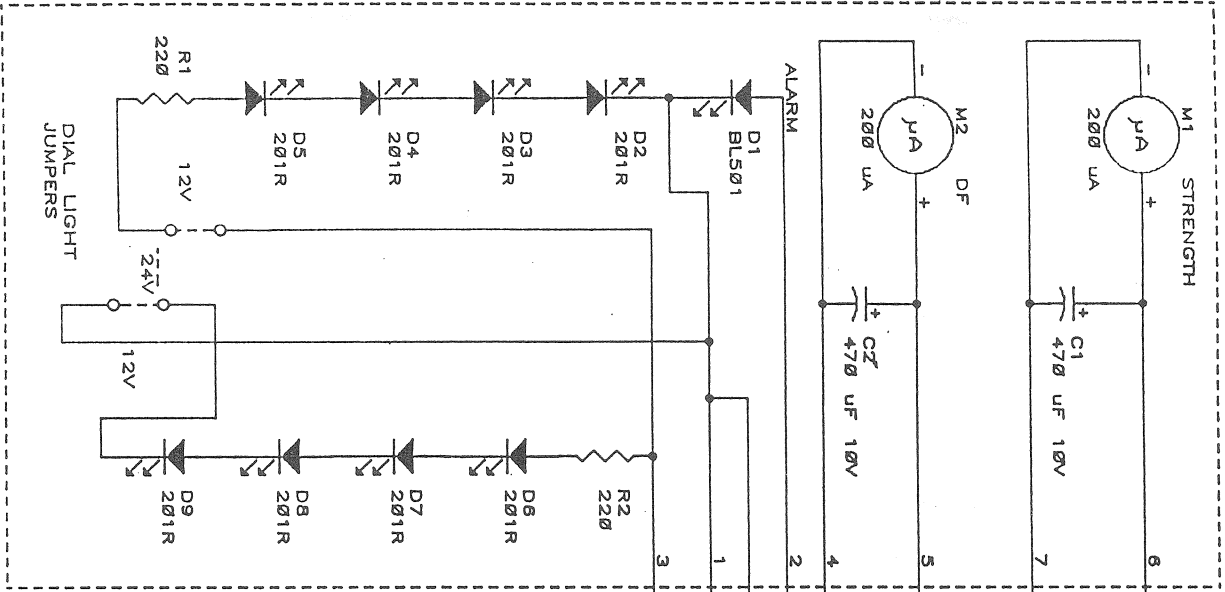 STRENGTH
M1
200 uA
-
µA
+
+
C1
470 uF 10V
6
7
M2
DF
200 uA
-
µA
+
+
C2
470 uF 10V
5
4
ALARM
2
D1
BL501
1
3
D2
201R
D3
201R
D4
201R
D5
201R
R1
220
12V
24V
12V
R2
220
D6
201R
D7
201R
D8
201R
D9
201R
DIAL LIGHT
JUMPERS